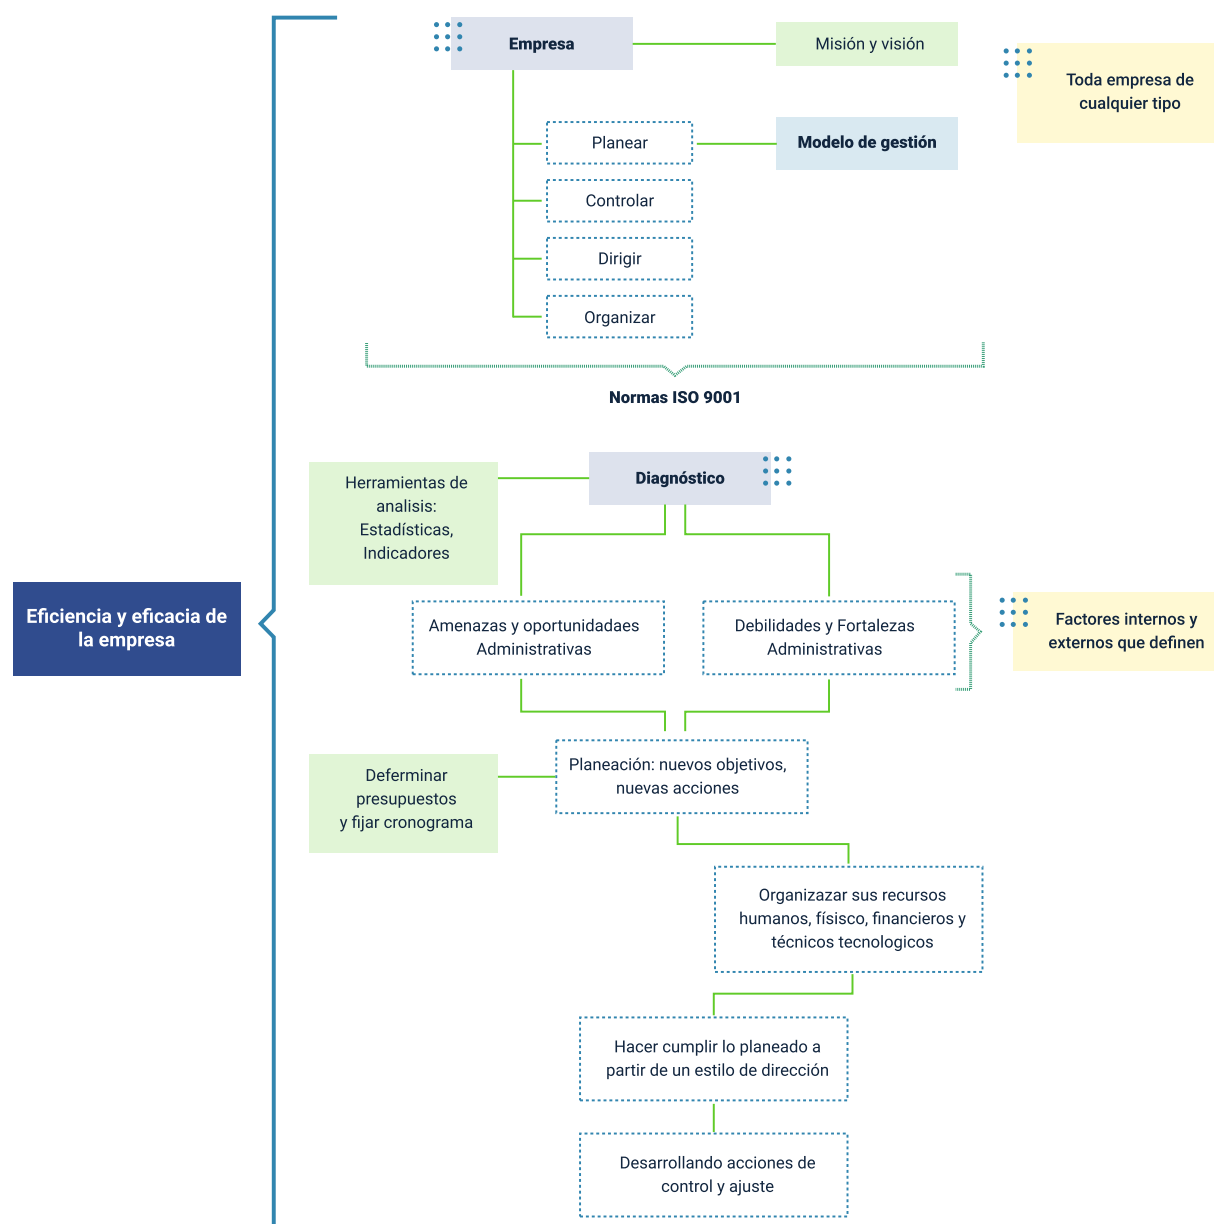 Empresa
Misión y visión
Toda empresa de
cualquier tipo
Planear
Modelo de gestión
Controlar
Dirigir
Organizar
Normas ISO 9001
Diagnóstico
Herramientas de
analisis:
Estadísticas,
Indicadores
Eficiencia y eficacia de
la empresa
Amenazas y oportunidadaes
Administrativas
Debilidades y Fortalezas
Administrativas
Factores internos y
externos que definen
Planeación: nuevos objetivos,
nuevas acciones
Deferminar
presupuestos
y fijar cronograma
Organizazar sus recursos
humanos, físisco, financieros y
técnicos tecnologicos
Hacer cumplir lo planeado a
partir de un estilo de dirección
Desarrollando acciones de
control y ajuste